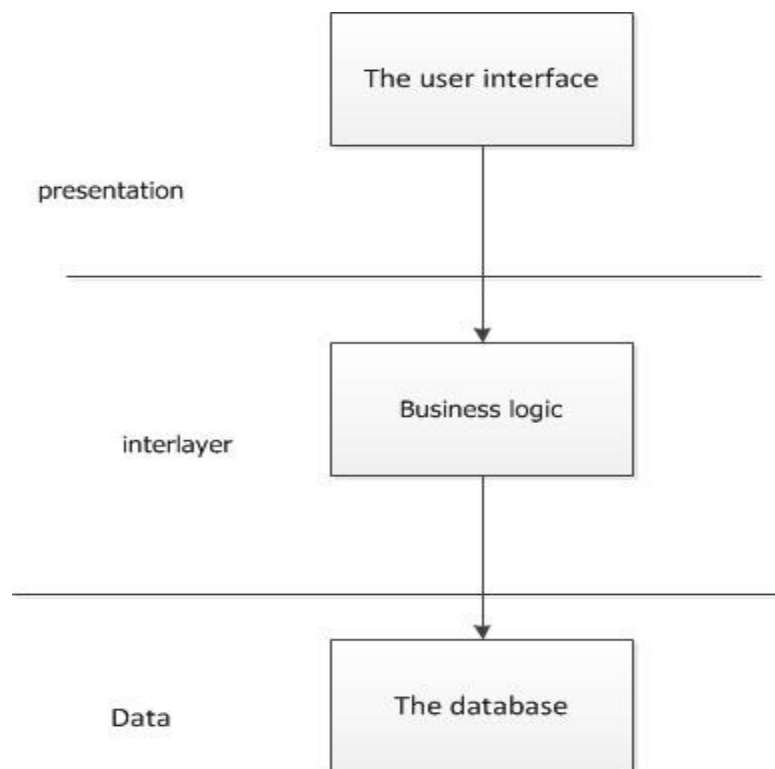 The user interface
presentation
Business logic
interlayer
The database
Data